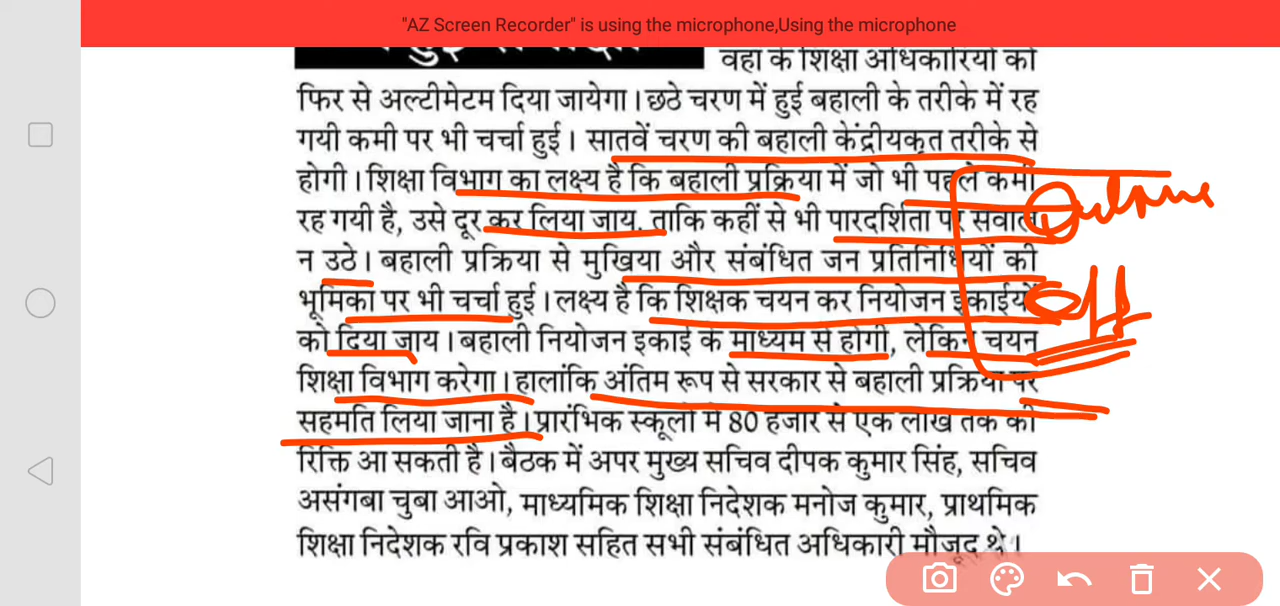 "AZ Screen Recorder" is using the microphone,Using the microphone
वहां के शिक्षा अधिकारियों को
फिर से अल्टीमेटम दिया जायेगा। छठे चरण में हुई बहाली के तरीके में रह
गयी कमी पर भी चर्चा हुई। सातवें चरण की बहाली केंद्रीयकृत तरीके से
होगी। शिक्षा विभाग का लक्ष्य है कि बहाली प्रक्रिया में जो भी पहले कमी
रह गयी है, उसे दूर कर लिया जाय, ताकि कहीं से भी पारदर्शिता पर सवाल
न उठे। बहाली प्रक्रिया से मुखिया और संबंधित जन प्रतिनिधियों की
भूमिका पर भी चर्चा हुई। लक्ष्य है कि शिक्षक चयन कर नियोजन इकाईयों
off
को दिया जाय। बहाली नियोजन इकाई के माध्यम से होगी, लेकिन चयन
शिक्षा विभाग करेगा। हालांकि अंतिम रूप से सरकार से बहाली प्रक्रिया पर
सहमति लिया जाना है। प्रारंभिक स्कूलों में 80 हजार से एक लाख तक की
रिक्ति आ सकती है। बैठक में अपर मुख्य सचिव दीपक कुमार सिंह, सचिव
असंगबा चुबा आओ, माध्यमिक शिक्षा निदेशक मनोज कुमार, प्राथमिक
शिक्षा निदेशक रवि प्रकाश सहित सभी संबंधित अधिकारी मौजूद थे।